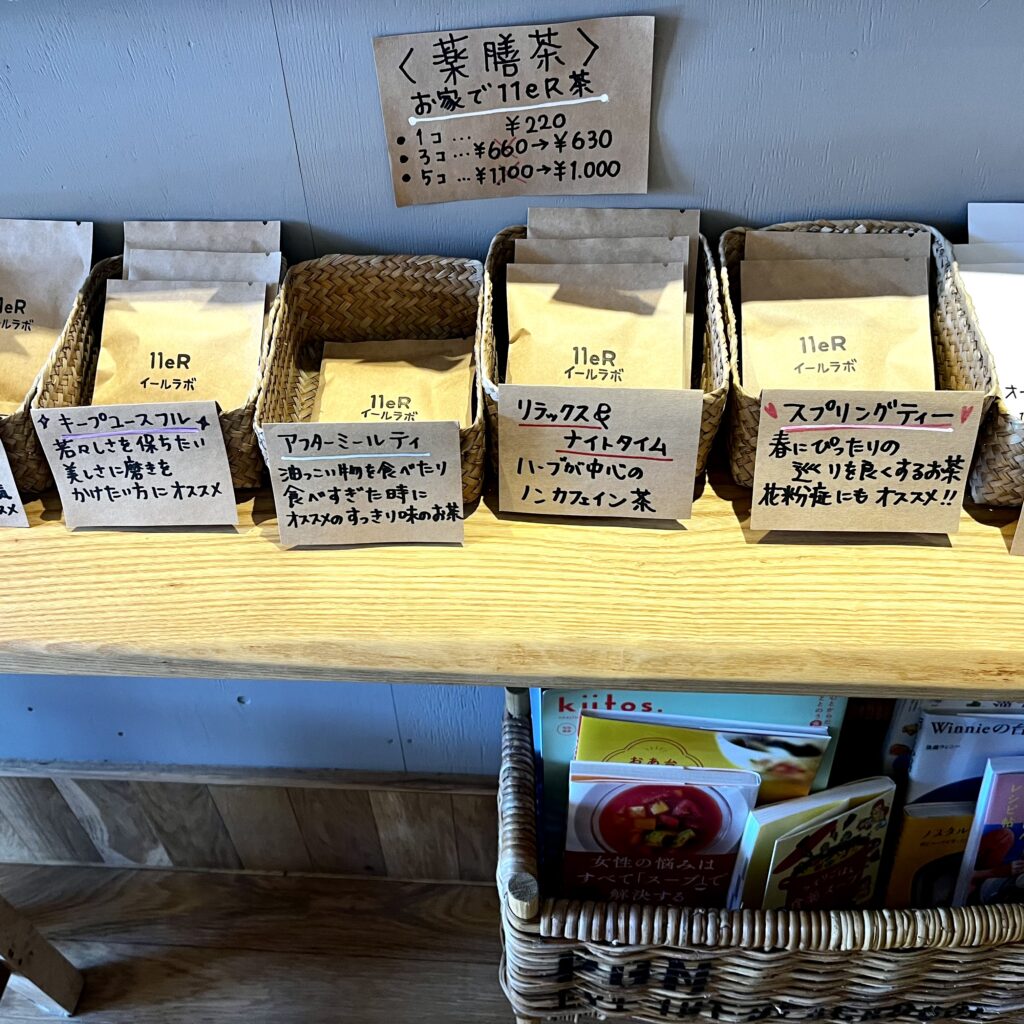 〈薬膳茶〉
お家で11eR茶
• 1コ … ¥220
• 3コ … ¥660→¥630
• 5コ … ¥1,100→¥1.000
11eR
イールラボ
11eR
イールラボ
11eR
イールラボ
11eR
イールラボ
キープユースフル
若々しさを保ちたい
美しさに磨きを
かけたい方にオススメ
アフターミールティ
油っこい物を食べたり
食べすぎた時に
オススメのすっきり味のお茶
リラックス&
ナイトタイム
ハーブが中心の
ノンカフェイン茶
スプリングティー
春にぴったりの
巡りを良くするお茶
花粉症にもオススメ!!
kiitos.
女性の悩みは
すべて「スープ」で
解決する
Winnieの台